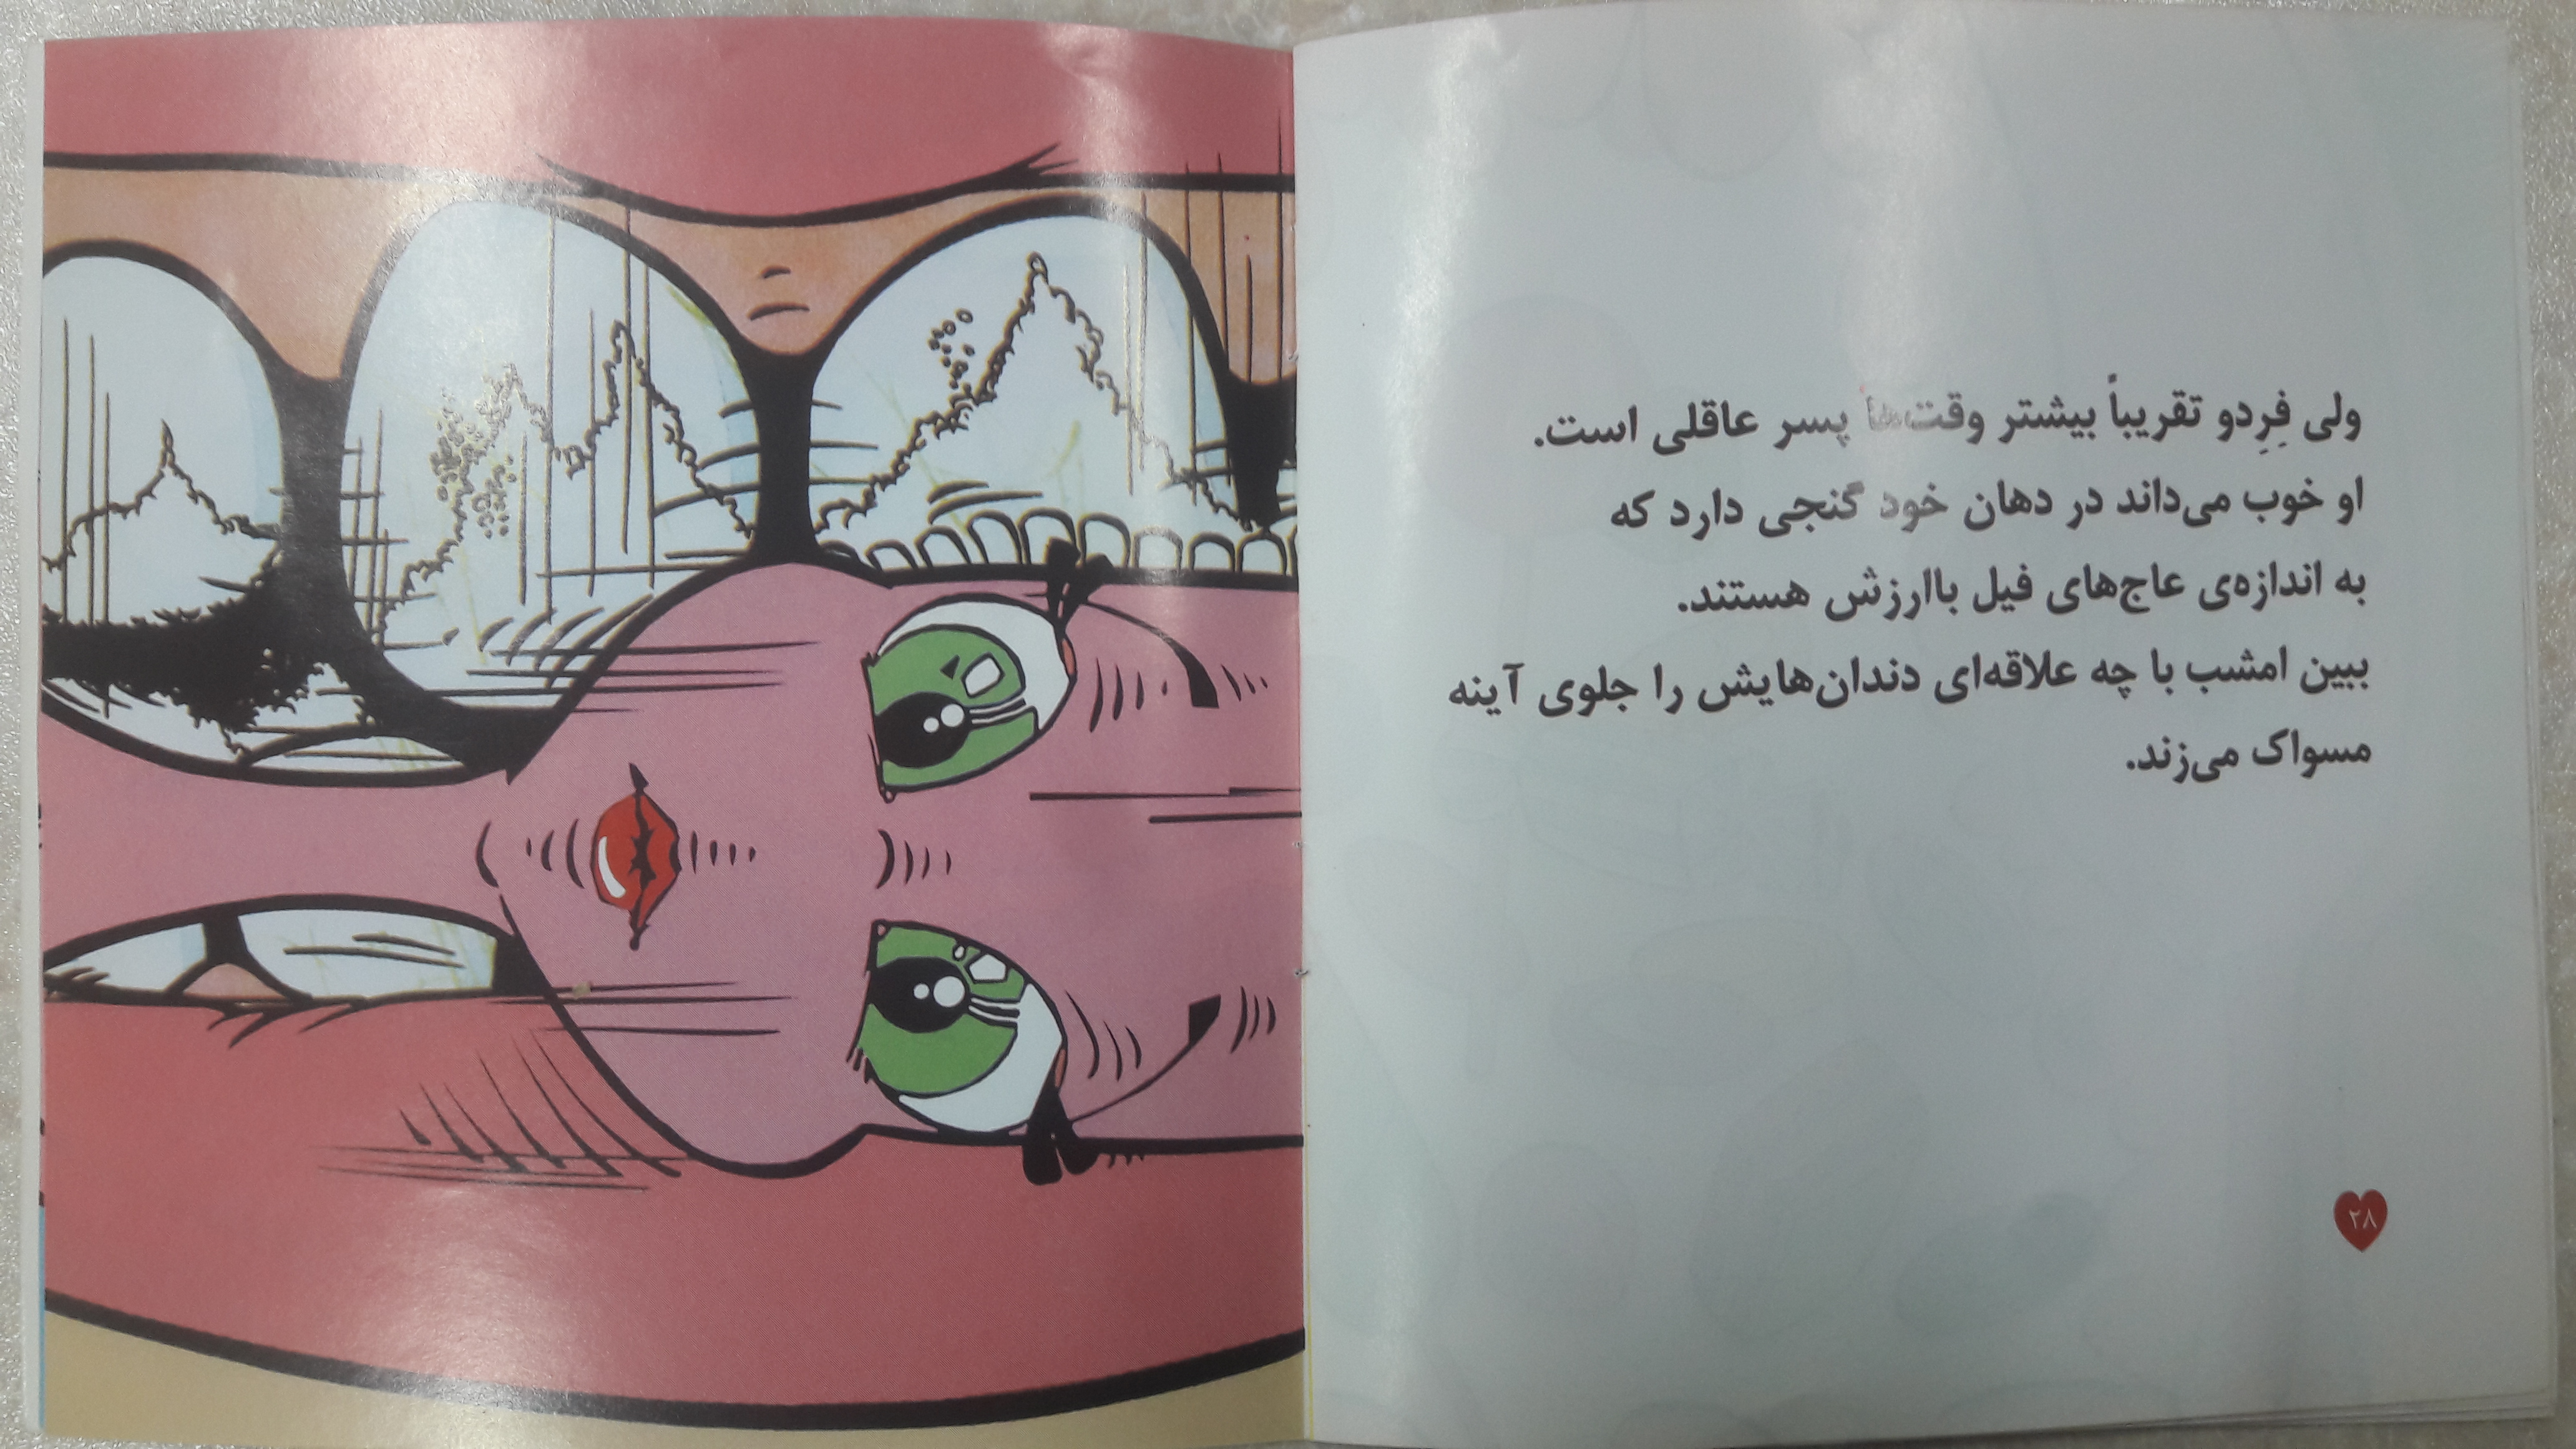 ولی فِرِدو تقریباً بیشتر وقت‌ها پسر عاقلی است.
او خوب می‌داند در دهان خود گنجی دارد که
به اندازه‌ی عاج‌های فیل باارزش هستند.
ببین امشب با چه علاقه‌ای دندان‌هایش را جلوی آینه
مسواک می‌زند.
۲۸